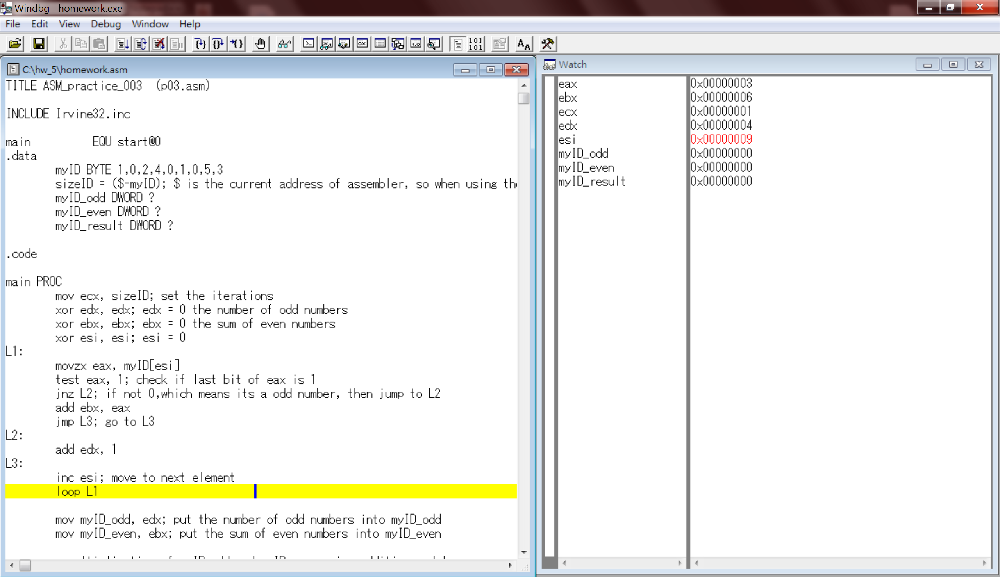 Windbg - homework.exe
File Edit View Debug Window Help
C:\hw_5\homework.asm
TITLE ASM_practice_003 (p03.asm)
INCLUDE Irvine32.inc
main EQU start@0
.data
myID BYTE 1,0,2,4,0,1,0,5,3
sizeID = ($-myID); $ is the current address of assembler, so when using
myID_odd DWORD ?
myID_even DWORD ?
myID_result DWORD ?
.code
main PROC
mov ecx, sizeID; set the iterations
xor edx, edx; edx = 0 the number of odd numbers
xor ebx, ebx; ebx = 0 the sum of even numbers
xor esi, esi; esi = 0
L1:
movzx eax, myID[esi]
test eax, 1; check if last bit of eax is 1
jnz L2; if not 0,which means its a odd number, then jump to L2
add ebx, eax
jmp L3; go to L3
L2:
add edx, 1
L3:
inc esi; move to next element
loop L1
mov myID_odd, edx; put the number of odd numbers into myID_odd
mov myID_even, ebx; put the sum of even numbers into myID_even
Watch
eax 0x00000003
ebx 0x00000006
ecx 0x00000001
edx 0x00000004
esi 0x00000009
myID_odd 0x00000000
myID_even 0x00000000
myID_result 0x00000000